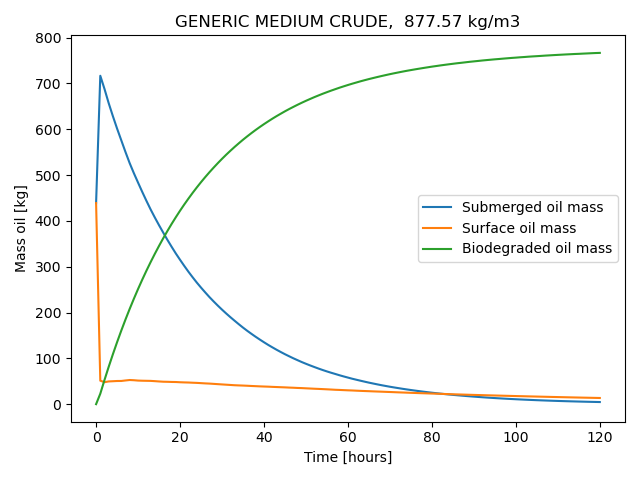 GENERIC MEDIUM CRUDE,  877.57 kg/m3
Mass oil [kg]
800
700
600
500
400
300
200
100
0
Submerged oil mass
Surface oil mass
Biodegraded oil mass
0 20 40 60 80 100 120
Time [hours]